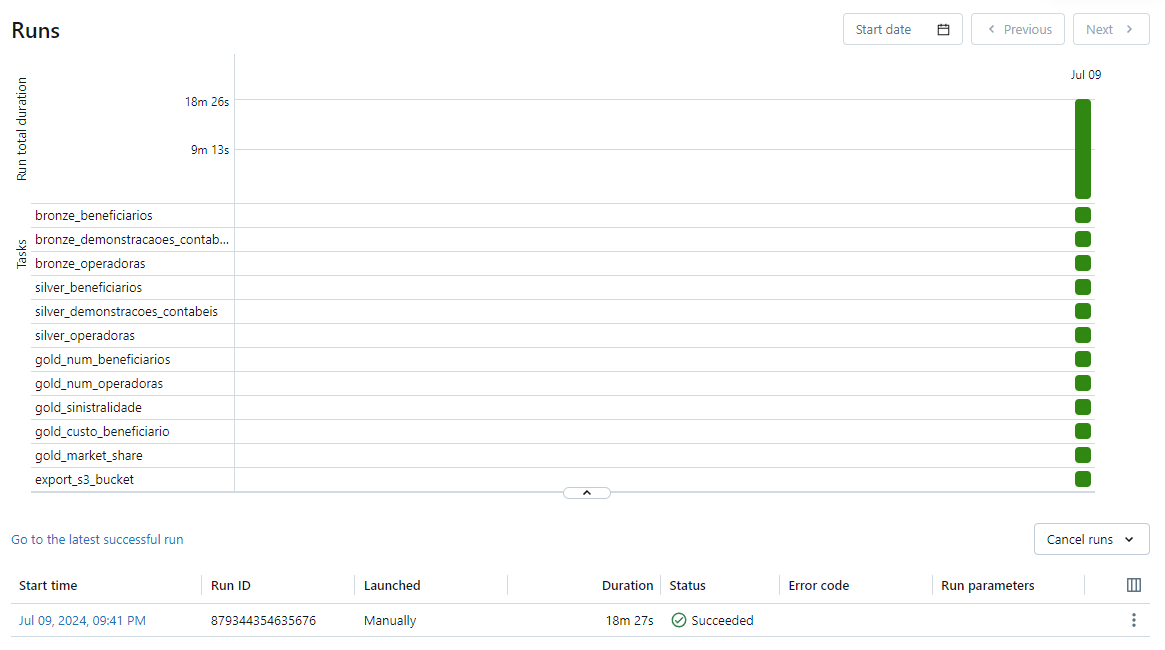 Runs
Start date
Previous
Next
Jul 09
Run total duration
18m 26s
9m 13s
Tasks
bronze_beneficiarios
bronze_demonstracaoes_contab...
bronze_operadoras
silver_beneficiarios
silver_demonstracoes_contabeis
silver_operadoras
gold_num_beneficiarios
gold_num_operadoras
gold_sinistralidade
gold_custo_beneficiario
gold_market_share
export_s3_bucket
Go to the latest successful run
Cancel runs
Start time Run ID Launched Duration Status Error code Run parameters
Jul 09, 2024, 09:41 PM 879344354635676 Manually 18m 27s Succeeded